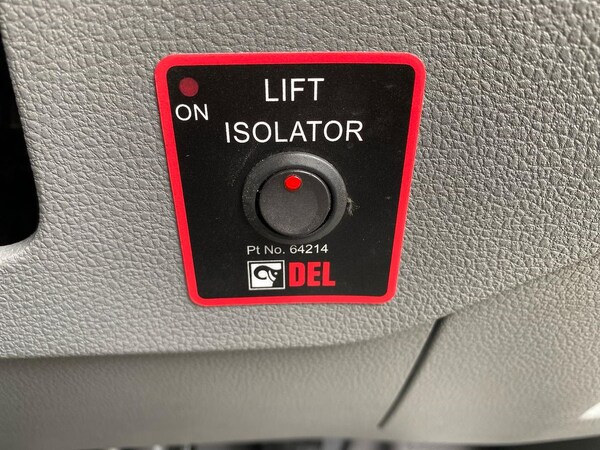 LIFT
ON
ISOLATOR
Pt No. 64214
DEL